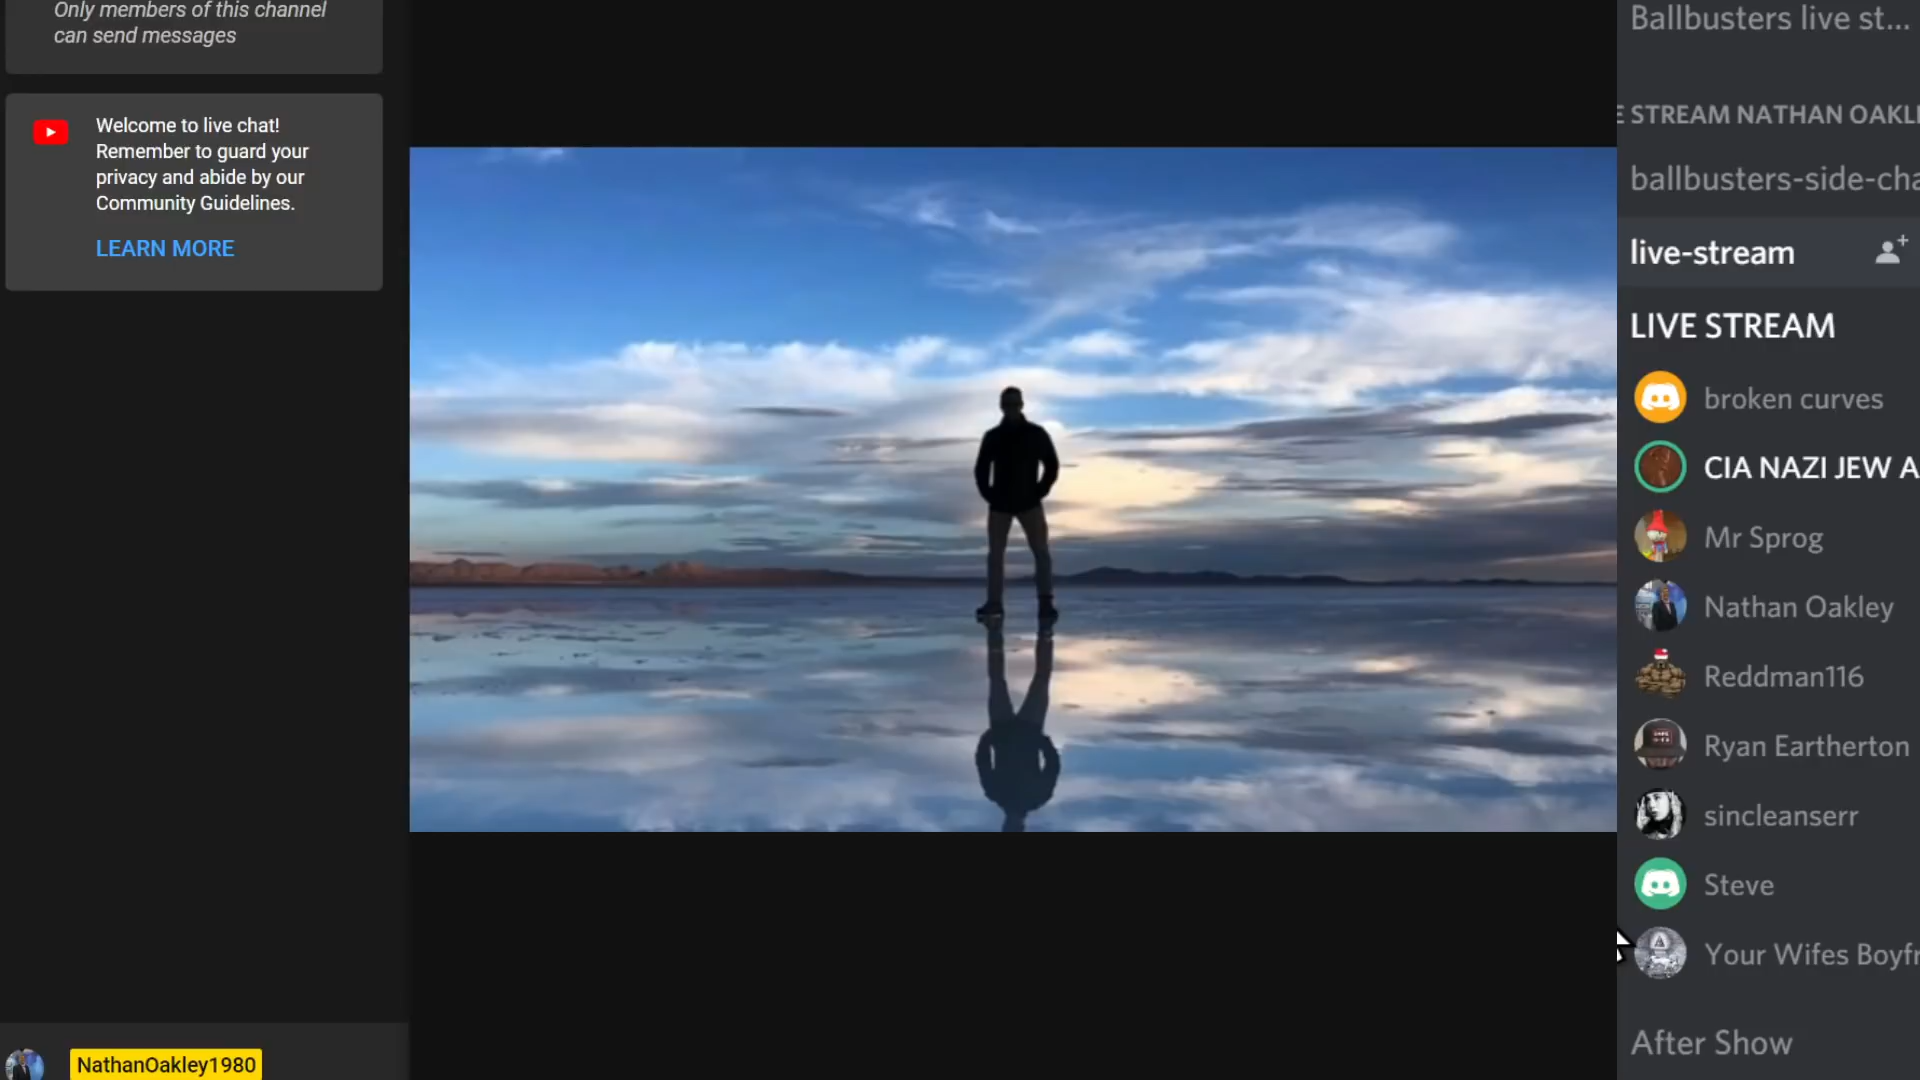 Only members of this channel
can send messages
Welcome to live chat!
Remember to guard your
privacy and abide by our
Community Guidelines.
LEARN MORE
NathanOakley1980
Ballbusters live st...
STREAM NATHAN OAKL
ballbusters-side-cha
live-stream
LIVE STREAM
broken curves
CIA NAZI JEW A
Mr Sprog
Nathan Oakley
Reddman116
Ryan Eartherton
sincleanserr
Steve
Your Wifes Boyfr
After Show